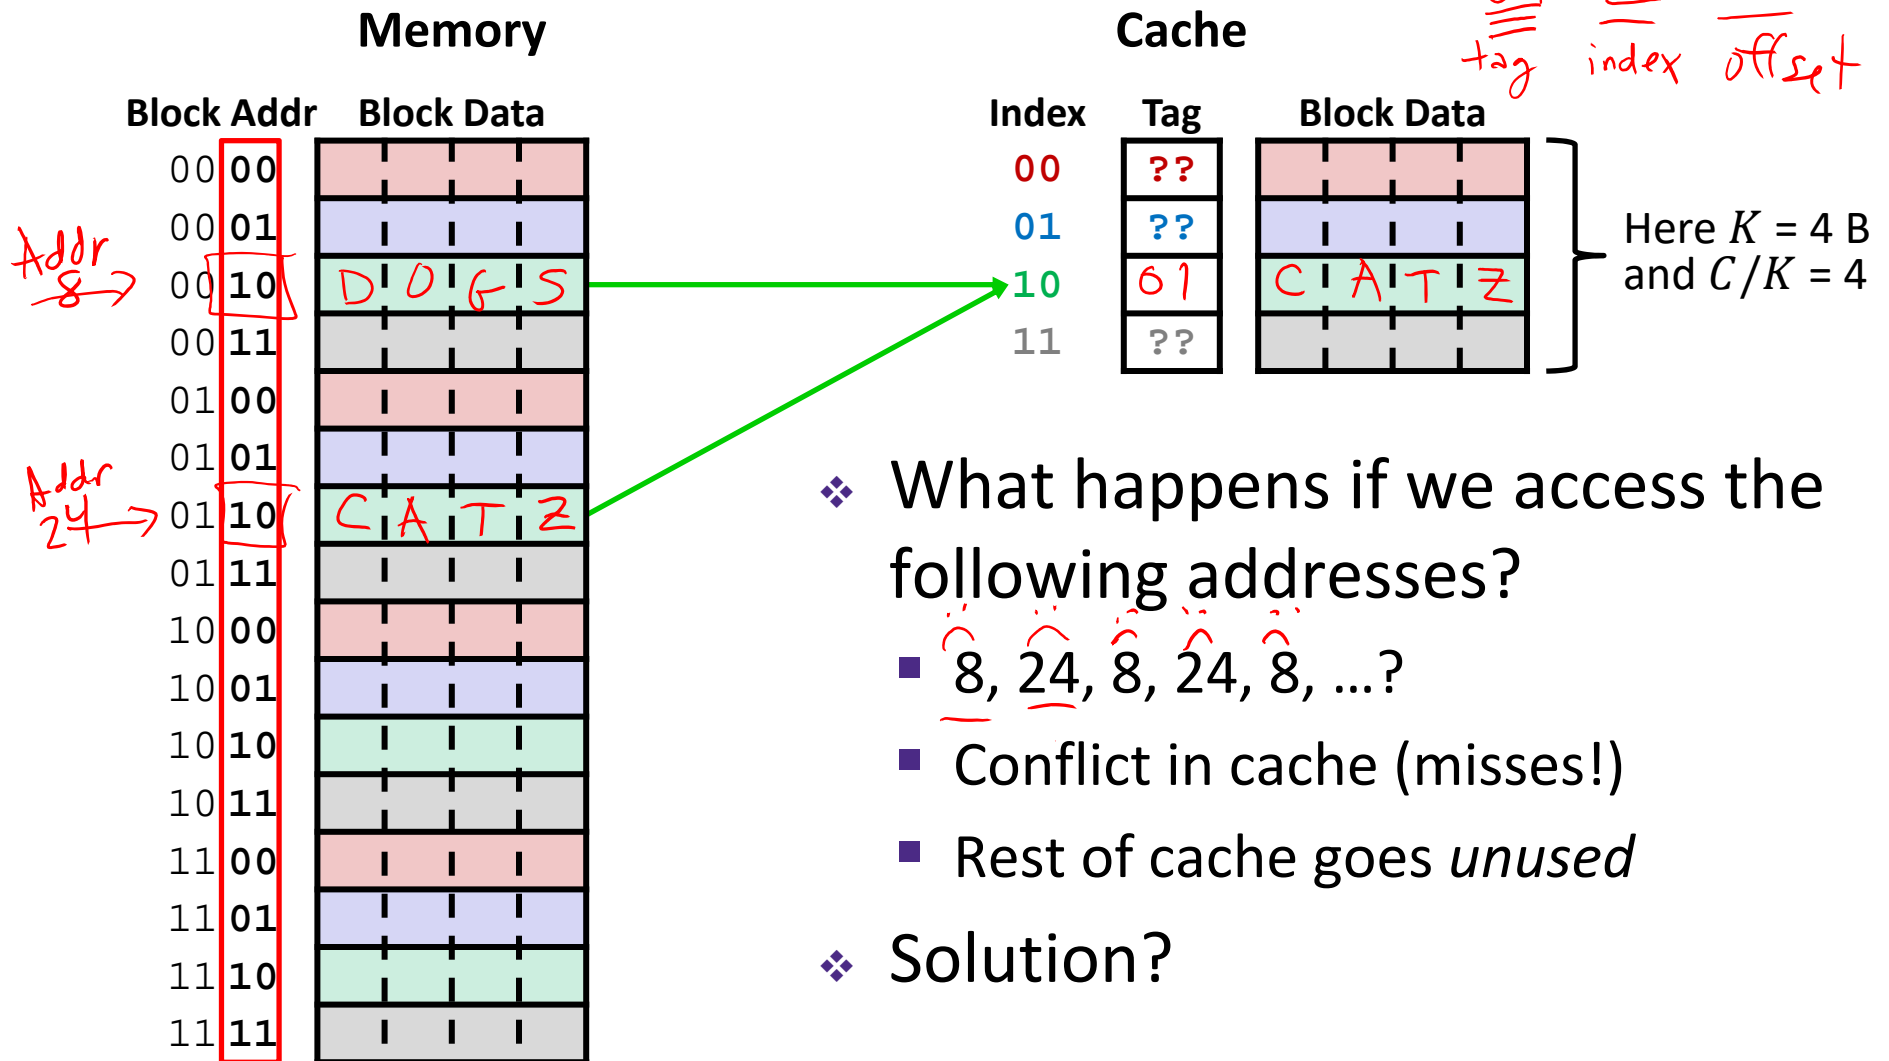 Memory
Cache
tag index offset
Block Addr Block Data
Index Tag Block Data
00 00
00 01
Addr 8
00 10 D O G S
00 11
01 00
01 01
Addr 24
01 10 C A T Z
01 11
10 00
10 01
10 10
10 11
11 00
11 01
11 10
11 11
00 ??
01 ??
10 01 C A T Z
11 ??
Here K = 4 B
and C/K = 4
What happens if we access the
following addresses?
8, 24, 8, 24, 8, …?
Conflict in cache (misses!)
Rest of cache goes unused
Solution?